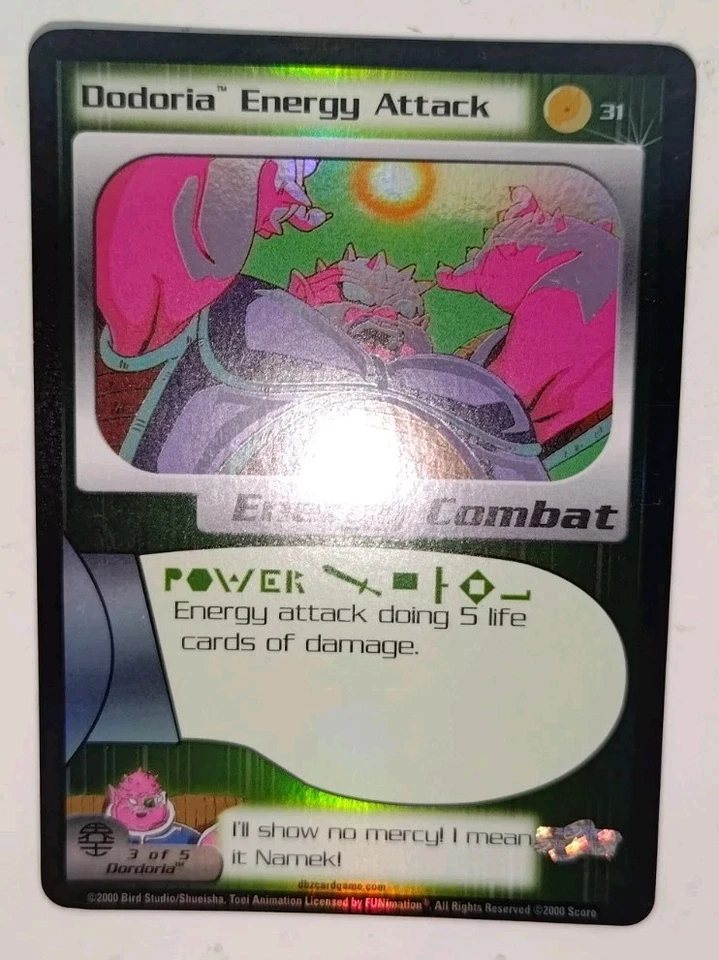 Dodoria™ Energy Attack
31
Energy Combat
POWER
Energy attack doing 5 life
cards of damage.
I'll show no mercy! I mean
it Namek!
3 of 5
Dordoria™
dbzcardgame.com
©2000 Bird Studio/Shueisha. Toei Animation Licensed by FUNimation®. All Rights Reserved ©2000 Score